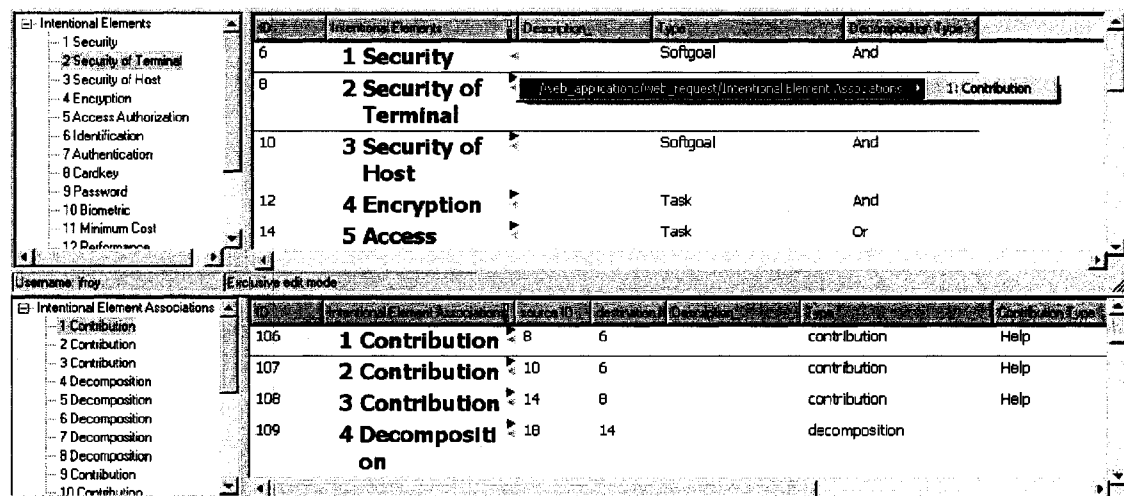 Intentional Elements
1 Security
2 Security of Terminal
3 Security of Host
4 Encryption
5 Access Authorization
6 Identification
7 Authentication
8 Cardkey
9 Password
10 Biometric
11 Minimum Cost
12 Performance
ID Intentional Elements Description Type Decomposition Type
6 1 Security Softgoal And
8 2 Security of
Terminal
/web_applications/web_request/Intentional Element Associations 1: Contribution
10 3 Security of Softgoal And
Host
12 4 Encryption Task And
14 5 Access Task Or
Username: froy Exclusive edit mode
Intentional Element Associations
1 Contribution
2 Contribution
3 Contribution
4 Decomposition
5 Decomposition
6 Decomposition
7 Decomposition
8 Decomposition
9 Contribution
10 Contribution
ID Intentional Element Associations source ID destination Description Type Contribution Type
106 1 Contribution 8 6 contribution Help
107 2 Contribution 10 6 contribution Help
108 3 Contribution 14 8 contribution Help
109 4 Decompositi 18 14 decomposition
on